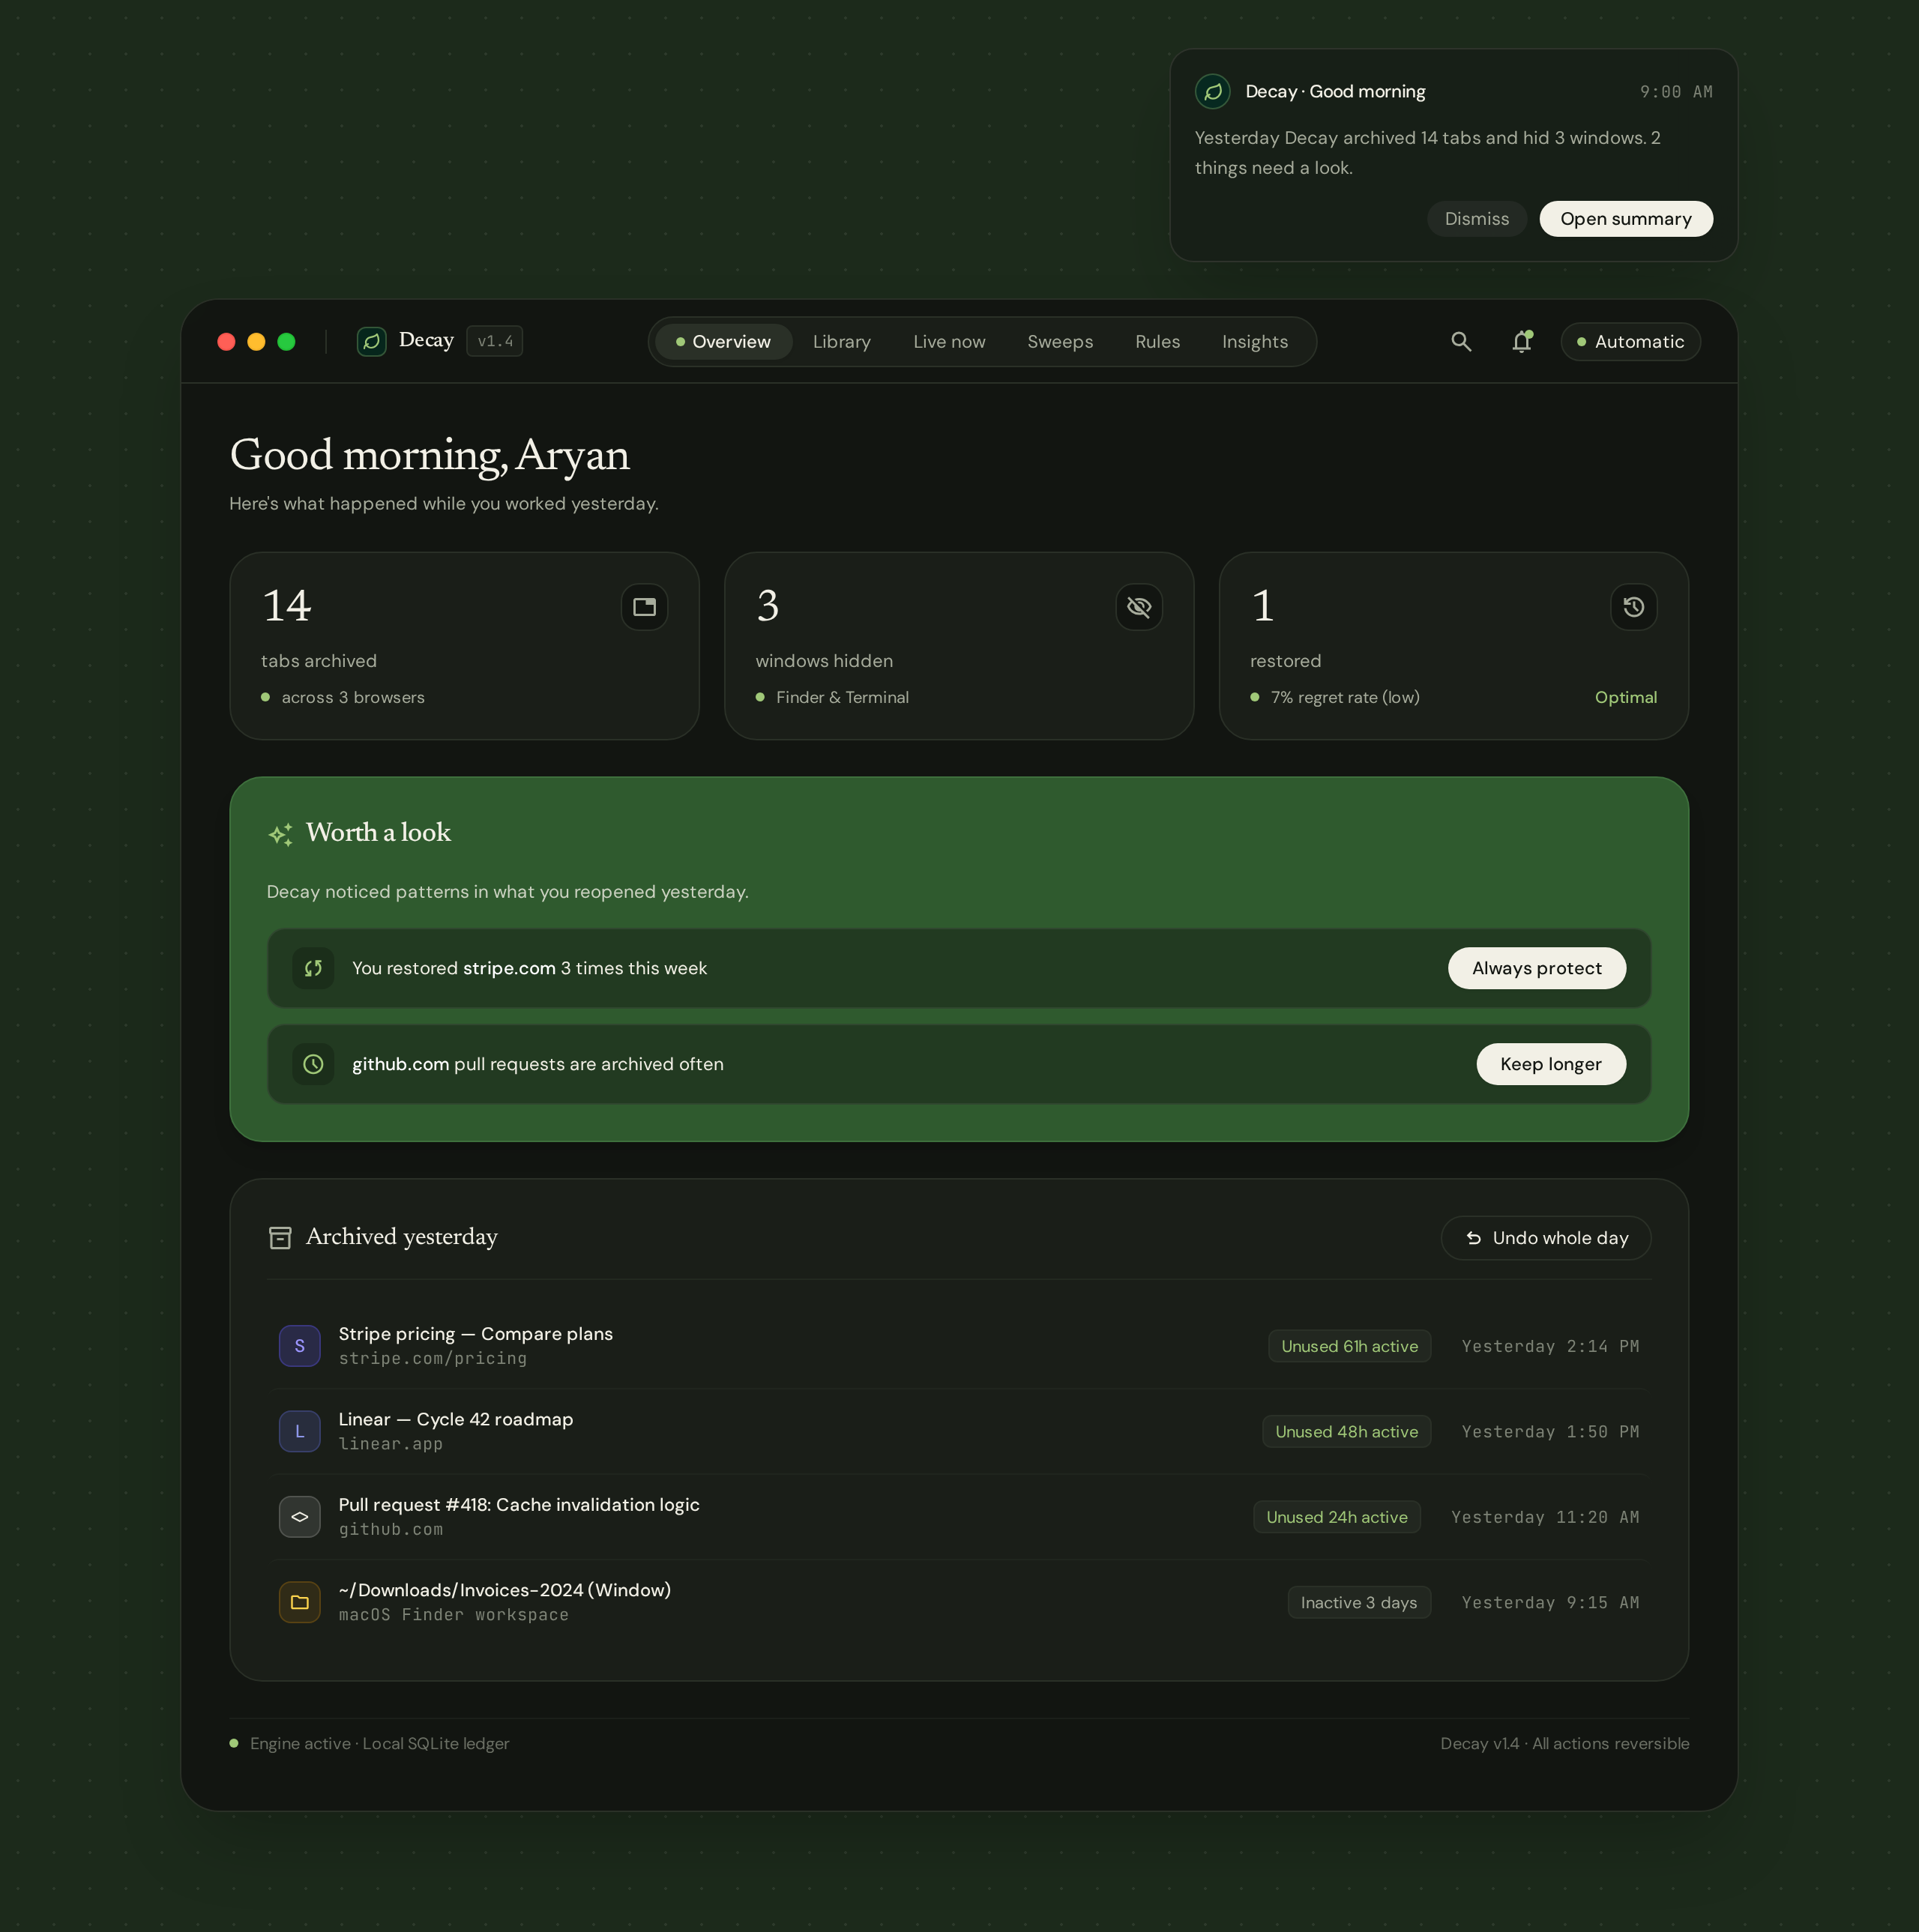 Decay · Good morning
9:00 AM
Yesterday Decay archived 14 tabs and hid 3 windows. 2
things need a look.
Dismiss
Open summary
Decay
v1.4
Overview
Library
Live now
Sweeps
Rules
Insights
Automatic
Good morning, Aryan
Here's what happened while you worked yesterday.
14
tabs archived
across 3 browsers
3
windows hidden
Finder & Terminal
1
restored
7% regret rate (low)
Optimal
Worth a look
Decay noticed patterns in what you reopened yesterday.
You restored stripe.com 3 times this week
Always protect
github.com pull requests are archived often
Keep longer
Archived yesterday
Undo whole day
S
Stripe pricing — Compare plans
stripe.com/pricing
Unused 61h active
Yesterday 2:14 PM
L
Linear — Cycle 42 roadmap
linear.app
Unused 48h active
Yesterday 1:50 PM
Pull request #418: Cache invalidation logic
github.com
Unused 24h active
Yesterday 11:20 AM
~/Downloads/Invoices-2024 (Window)
macOS Finder workspace
Inactive 3 days
Yesterday 9:15 AM
Engine active · Local SQLite ledger
Decay v1.4 · All actions reversible